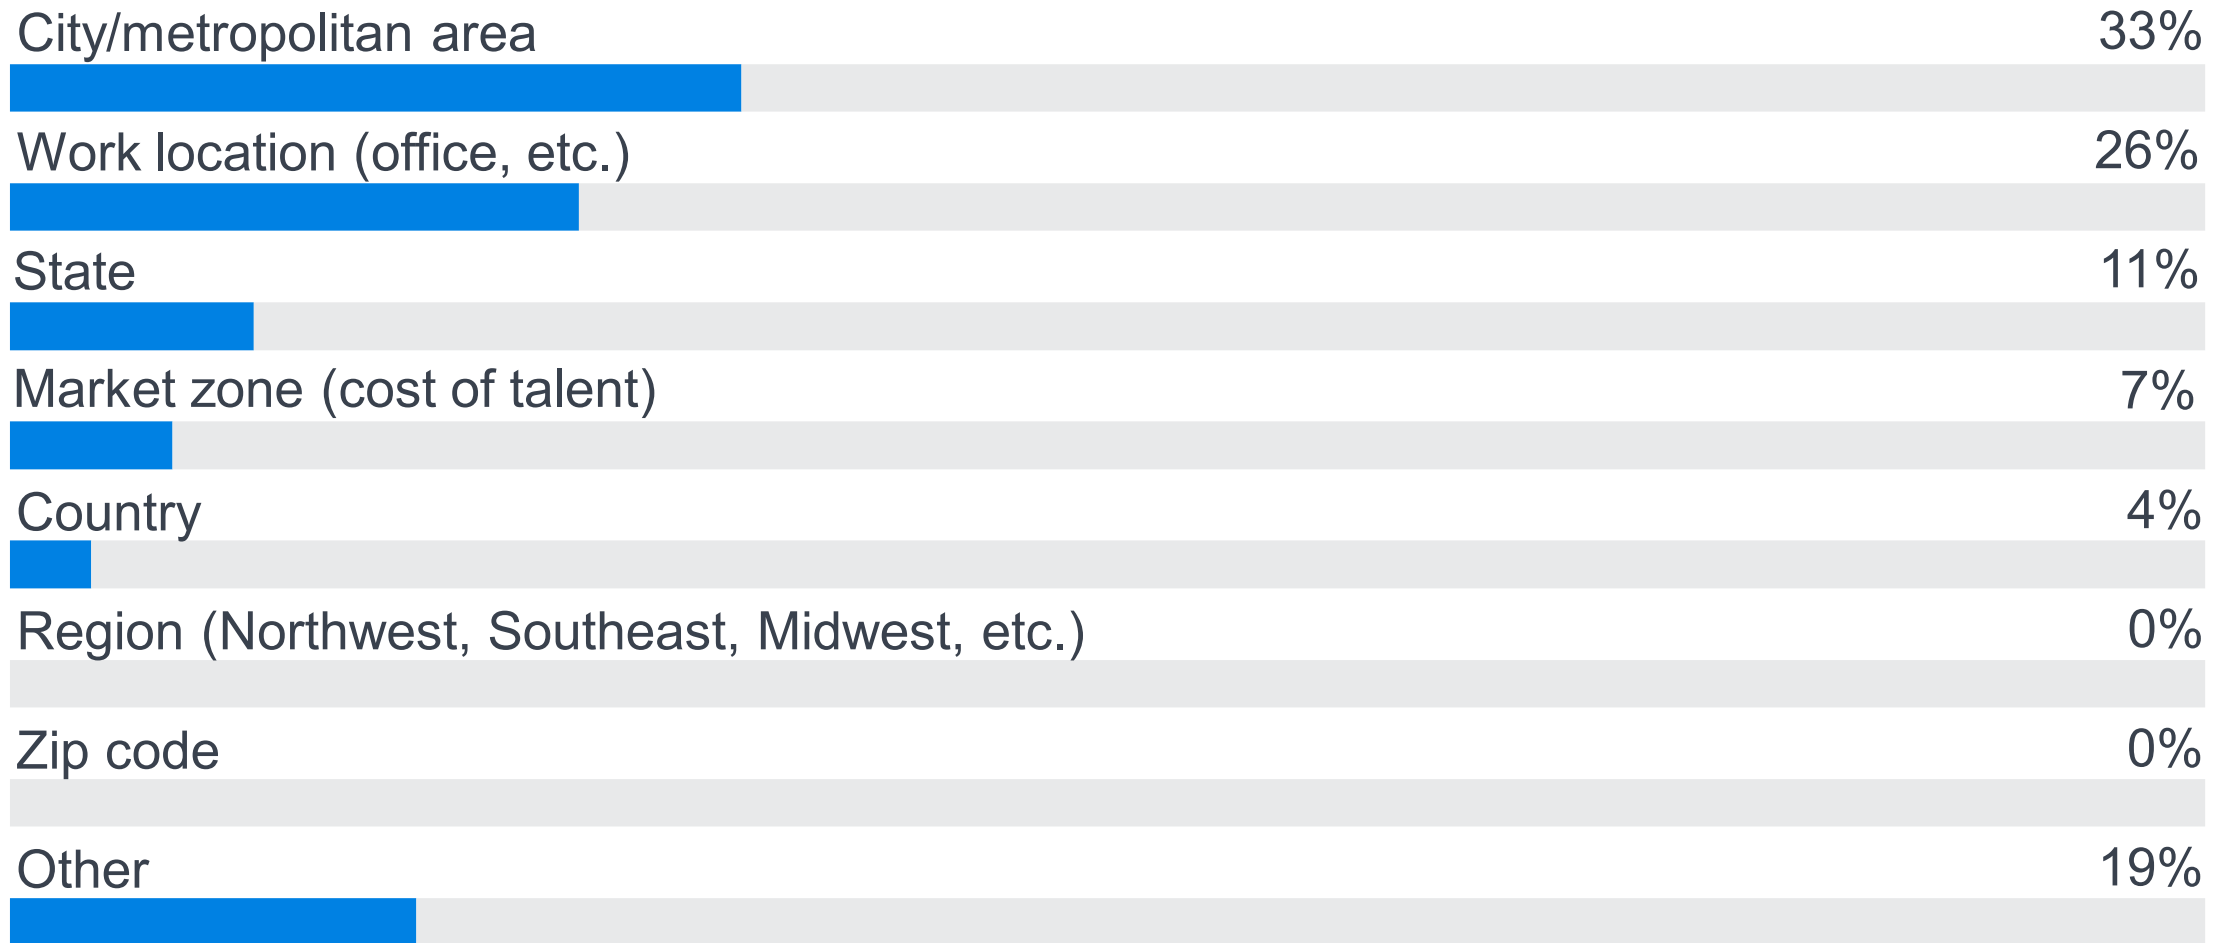 City/metropolitan area 33%
Work location (office, etc.) 26%
State 11%
Market zone (cost of talent) 7%
Country 4%
Region (Northwest, Southeast, Midwest, etc.) 0%
Zip code 0%
Other 19%